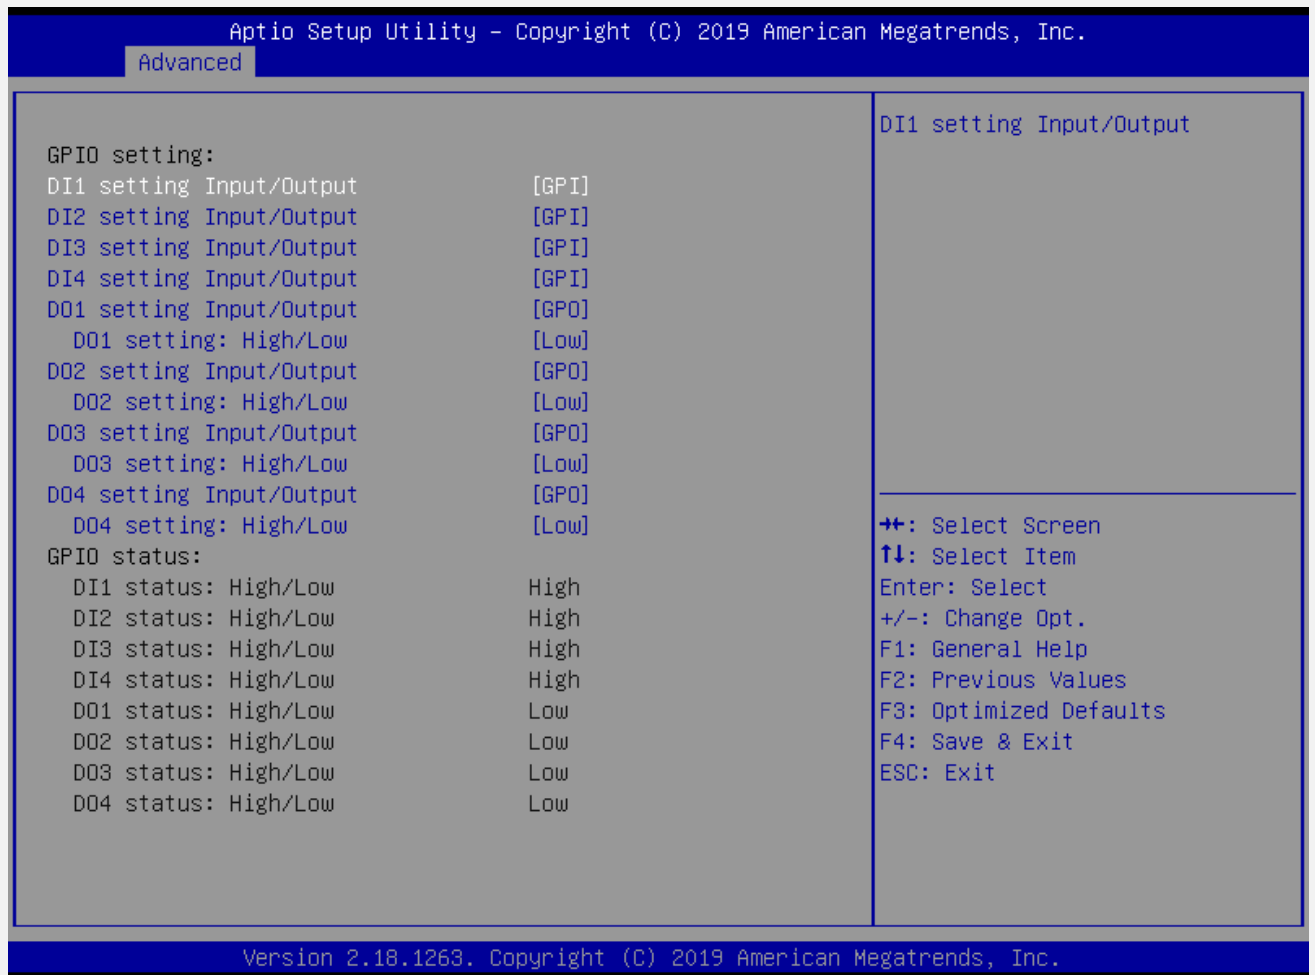 Aptio Setup Utility – Copyright (C) 2019 American Megatrends, Inc.
Advanced
GPIO setting:
DI1 setting Input/Output [GPI]
DI2 setting Input/Output [GPI]
DI3 setting Input/Output [GPI]
DI4 setting Input/Output [GPI]
DO1 setting Input/Output [GPO]
DO1 setting: High/Low [Low]
DO2 setting Input/Output [GPO]
DO2 setting: High/Low [Low]
DO3 setting Input/Output [GPO]
DO3 setting: High/Low [Low]
DO4 setting Input/Output [GPO]
DO4 setting: High/Low [Low]
GPIO status:
DI1 status: High/Low High
DI2 status: High/Low High
DI3 status: High/Low High
DI4 status: High/Low High
DO1 status: High/Low Low
DO2 status: High/Low Low
DO3 status: High/Low Low
DO4 status: High/Low Low
DI1 setting Input/Output
→←: Select Screen
↑↓: Select Item
Enter: Select
+/-: Change Opt.
F1: General Help
F2: Previous Values
F3: Optimized Defaults
F4: Save & Exit
ESC: Exit
Version 2.18.1263. Copyright (C) 2019 American Megatrends, Inc.